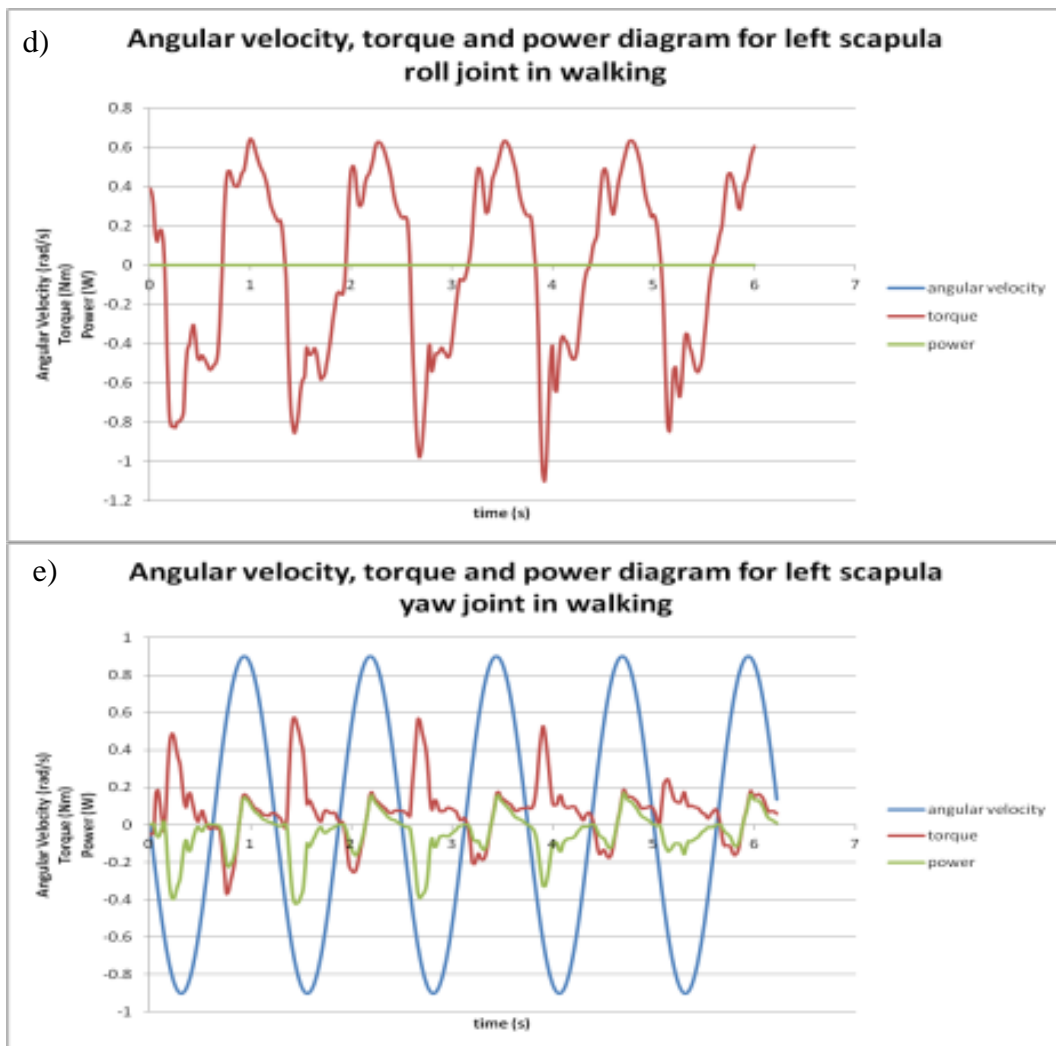 d)
Angular velocity, torque and power diagram for left scapula
roll joint in walking
0.8
0.6
0.4
0.2
0
-0.2
-0.4
-0.6
-0.8
-1
-1.2
0 1 2 3 4 5 6 7
Angular Velocity (rad/s)
Torque (Nm)
Power (W)
time (s)
angular velocity
torque
power
e)
Angular velocity, torque and power diagram for left scapula
yaw joint in walking
1
0.8
0.6
0.4
0.2
0
-0.2
-0.4
-0.6
-0.8
-1
0 1 2 3 4 5 6 7
Angular Velocity (rad/s)
Torque (Nm)
Power (W)
time (s)
angular velocity
torque
power